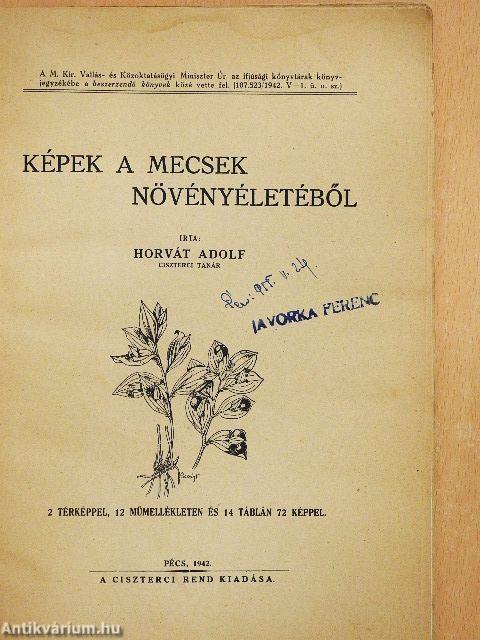 A M. Kir. Vallás- és Közoktatásügyi Miniszter Úr az ifjúsági könyvtárak könyv-
jegyzékébe a beszerzendő könyvek közé vette fel. (107.523/1942. V—1. ü. o. sz.)
KÉPEK A MECSEK
NÖVÉNYÉLETÉBŐL
IRTA:
HORVÁT ADOLF
CISZTERCI TANÁR
JAVORKA FERENC
2 TÉRKÉPPEL, 12 MŰMELLÉKLETEN ÉS 14 TÁBLÁN 72 KÉPPEL.
PÉCS, 1942.
A CISZTERCI REND KIADÁSA.
Antikvárium.hu